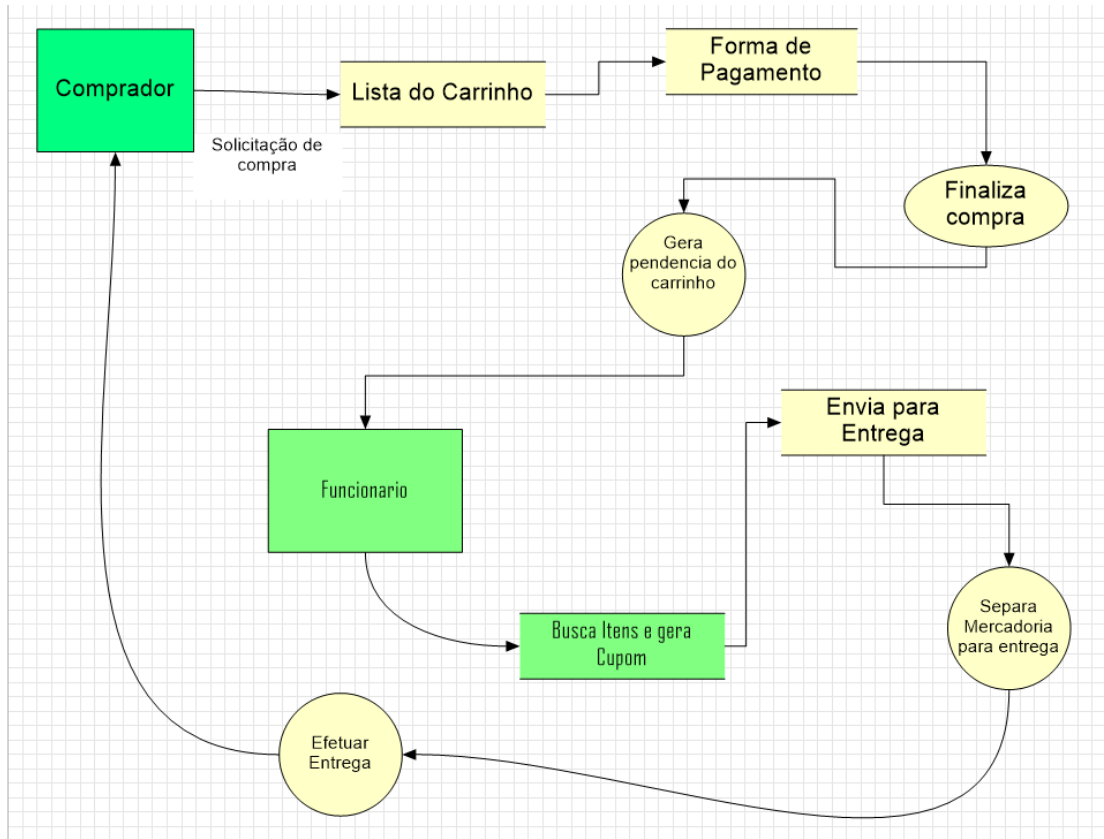 Comprador
Solicitação de
compra
Lista do Carrinho
Forma de
Pagamento
Finaliza
compra
Gera
pendencia do
carrinho
Funcionario
Busca Itens e gera
Cupom
Envia para
Entrega
Separa
Mercadoria
para entrega
Efetuar
Entrega